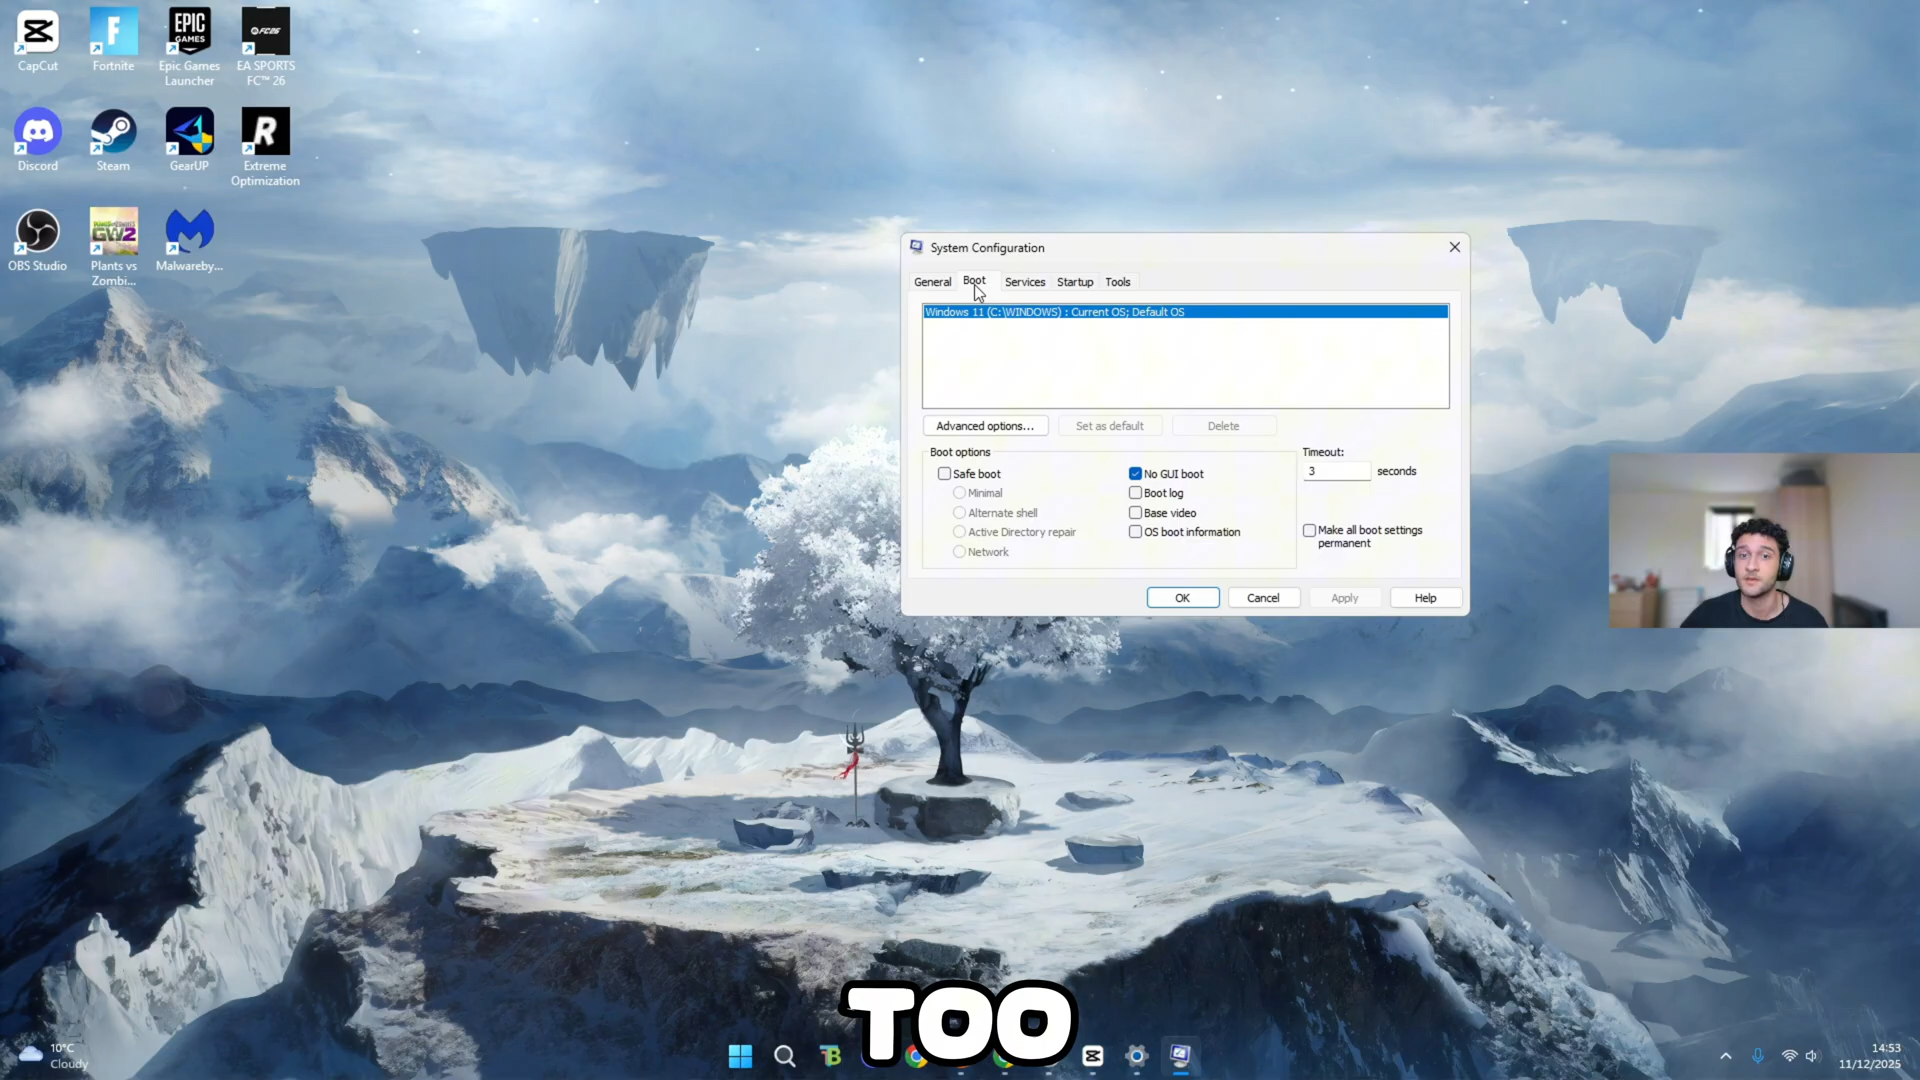 CapCut
Fortnite
EPIC
GAMES
Epic Games
Launcher
FC26
EA SPORTS
FC™ 26
Discord
Steam
GearUP
Extreme
Optimization
OBS Studio
GW2
Plants vs
Zombi...
Malwareby...
System Configuration
General
Boot
Services
Startup
Tools
Windows 11 (C:\WINDOWS) : Current OS; Default OS
Advanced options...
Set as default
Delete
Boot options
Safe boot
Minimal
Alternate shell
Active Directory repair
Network
No GUI boot
Boot log
Base video
OS boot information
Timeout:
3 seconds
Make all boot settings
permanent
OK
Cancel
Apply
Help
TOO
10°C
Cloudy
14:53
11/12/2025